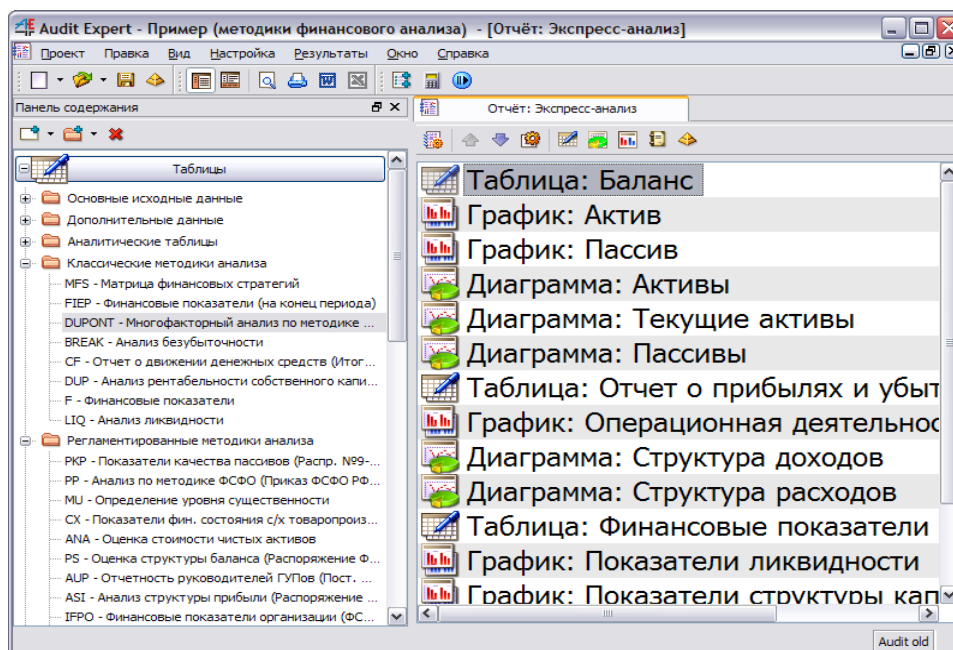 Audit Expert - Пример (методики финансового анализа) - [Отчёт: Экспресс-анализ]
Проект Правка Вид Настройка Результаты Окно Справка
Панель содержания
Отчёт: Экспресс-анализ
Таблицы
Основные исходные данные
Дополнительные данные
Аналитические таблицы
Классические методики анализа
MFS - Матрица финансовых стратегий
FIEP - Финансовые показатели (на конец периода)
DUPONT - Многофакторный анализ по методике ...
BREAK - Анализ безубыточности
CF - Отчет о движении денежных средств (Итог...
DUP - Анализ рентабельности собственного капи...
F - Финансовые показатели
LIQ - Анализ ликвидности
Регламентированные методики анализа
PKP - Показатели качества пассивов (Распр. №9-...
PP - Анализ по методике ФСФО (Приказ ФСФО РФ...
MU - Определение уровня существенности
CX - Показатели фин. состояния с/х товаропроиз...
ANA - Оценка стоимости чистых активов
PS - Оценка структуры баланса (Распоряжение Ф...
AUP - Отчетность руководителей ГУПов (Пост. ...
ASI - Анализ структуры прибыли (Распоряжение ...
IFPO - Финансовые показатели организации (ФС...
Таблица: Баланс
График: Актив
График: Пассив
Диаграмма: Активы
Диаграмма: Текущие активы
Диаграмма: Пассивы
Таблица: Отчет о прибылях и убыт
График: Операционная деятельнос
Диаграмма: Структура доходов
Диаграмма: Структура расходов
Таблица: Финансовые показатели
График: Показатели ликвидности
График: Показатели структуры кап
Audit old